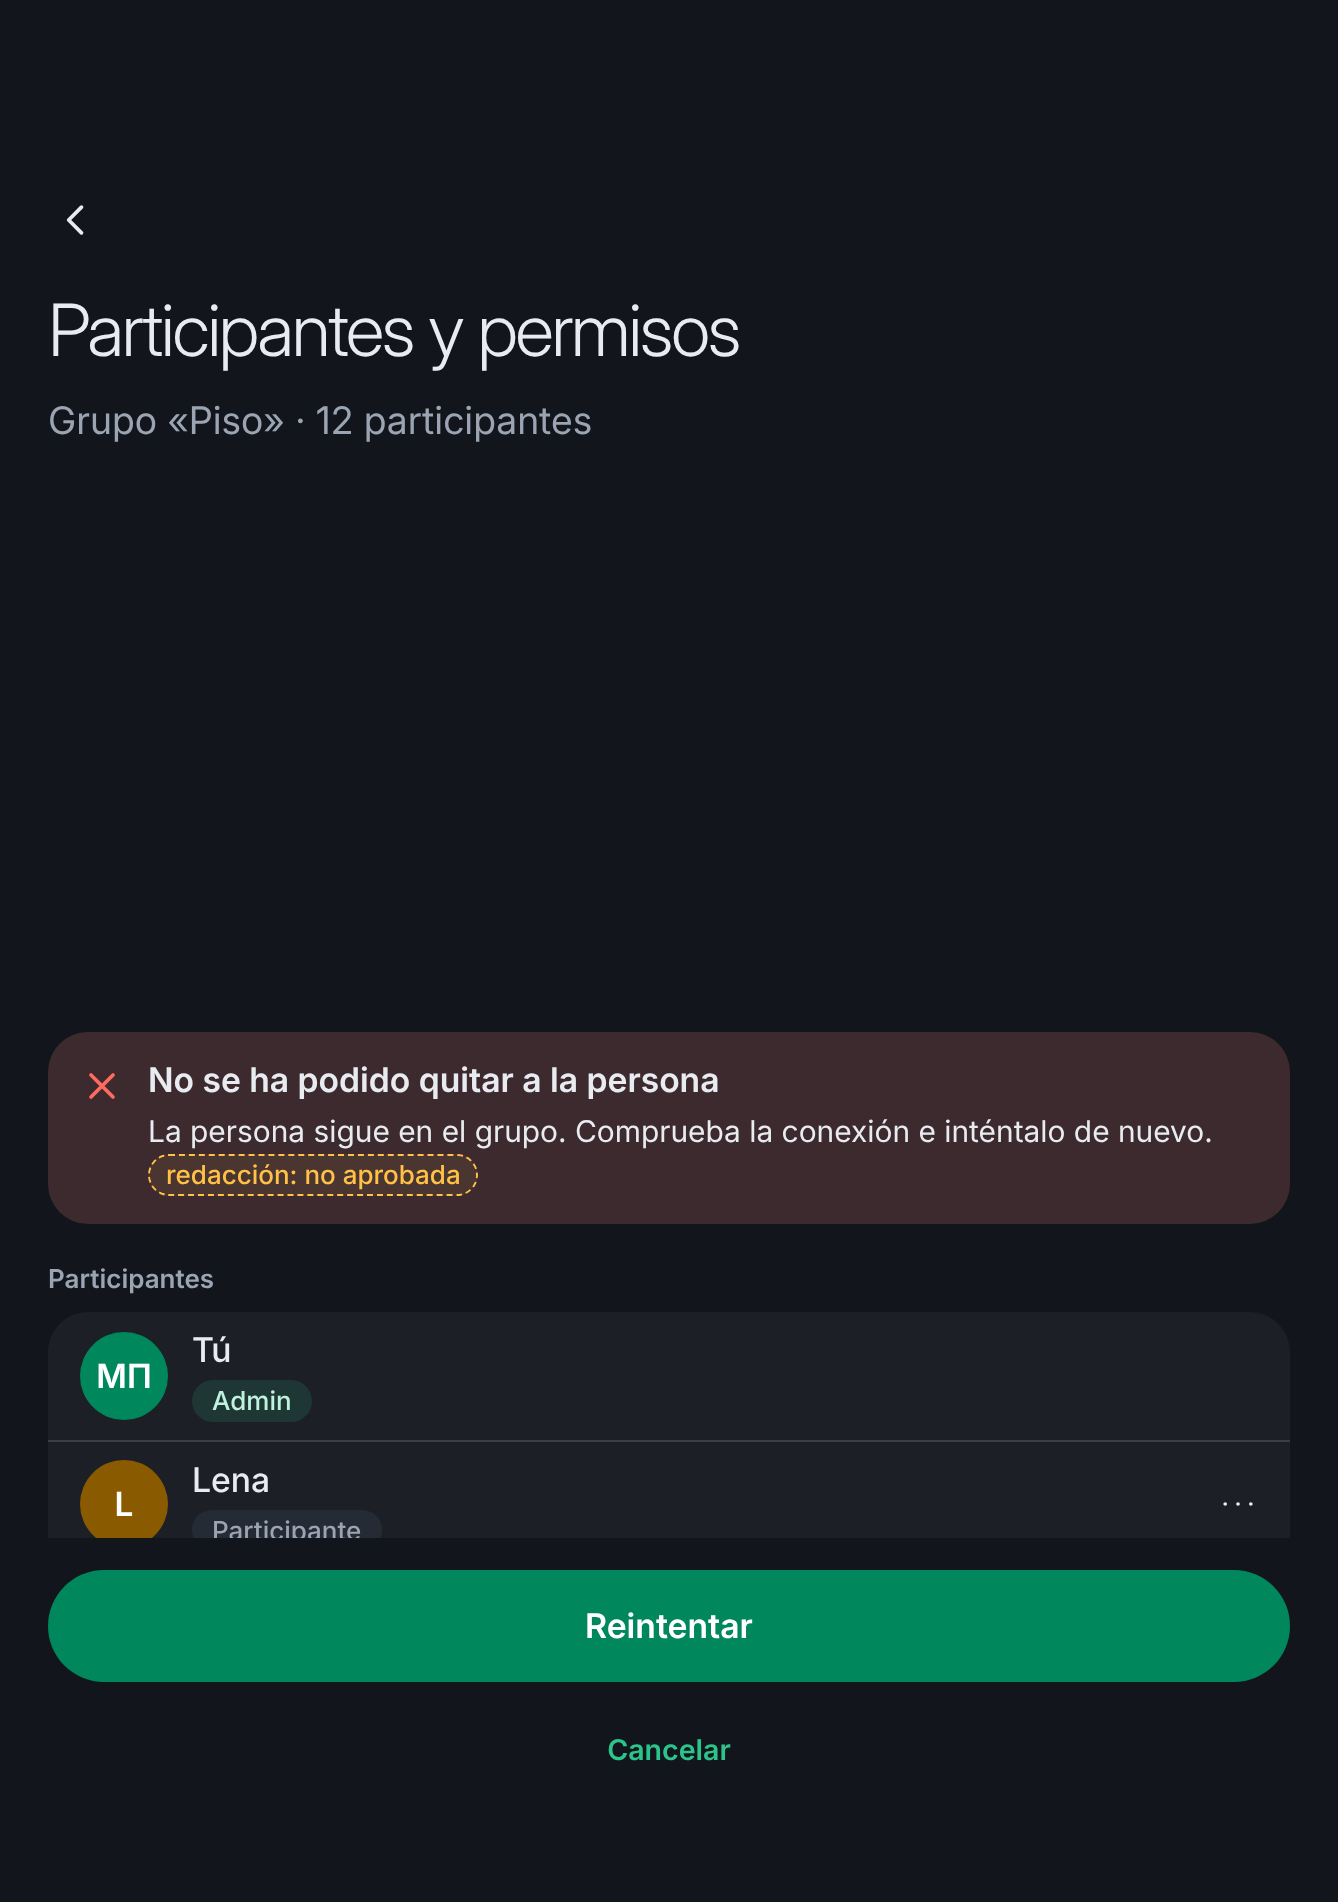 Participantes y permisos
Grupo «Piso» · 12 participantes
No se ha podido quitar a la persona
La persona sigue en el grupo. Comprueba la conexión e inténtalo de nuevo.
redacción: no aprobada
Participantes
МП
Tú
Admin
L
Lena
Participante
Reintentar
Cancelar